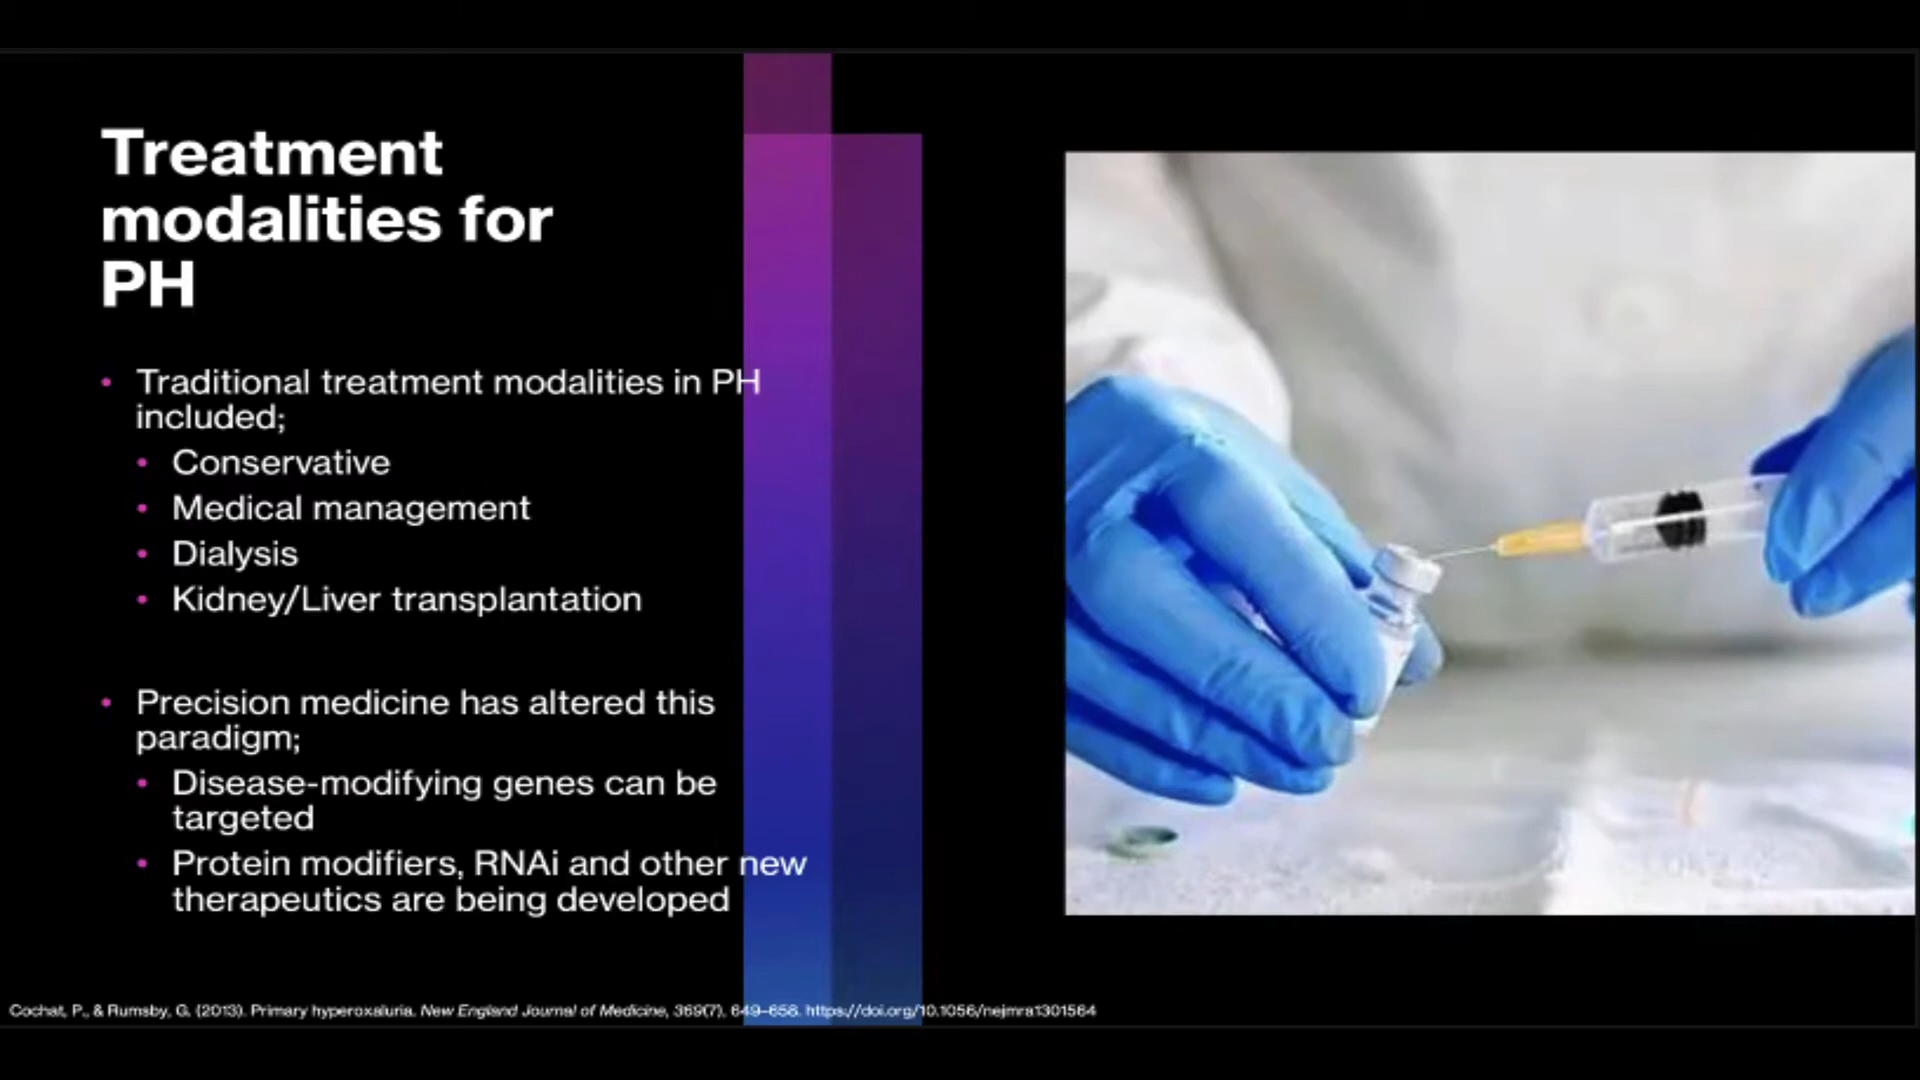 Treatment
modalities for
PH
• Traditional treatment modalities in PH
included;
• Conservative
• Medical management
• Dialysis
• Kidney/Liver transplantation
• Precision medicine has altered this
paradigm;
• Disease-modifying genes can be
targeted
• Protein modifiers, RNAi and other new
therapeutics are being developed
Cochat, P., & Rumsby, G. (2013). Primary hyperoxaluria. New England Journal of Medicine, 369(7), 649–658. https://doi.org/10.1056/nejmra1301564